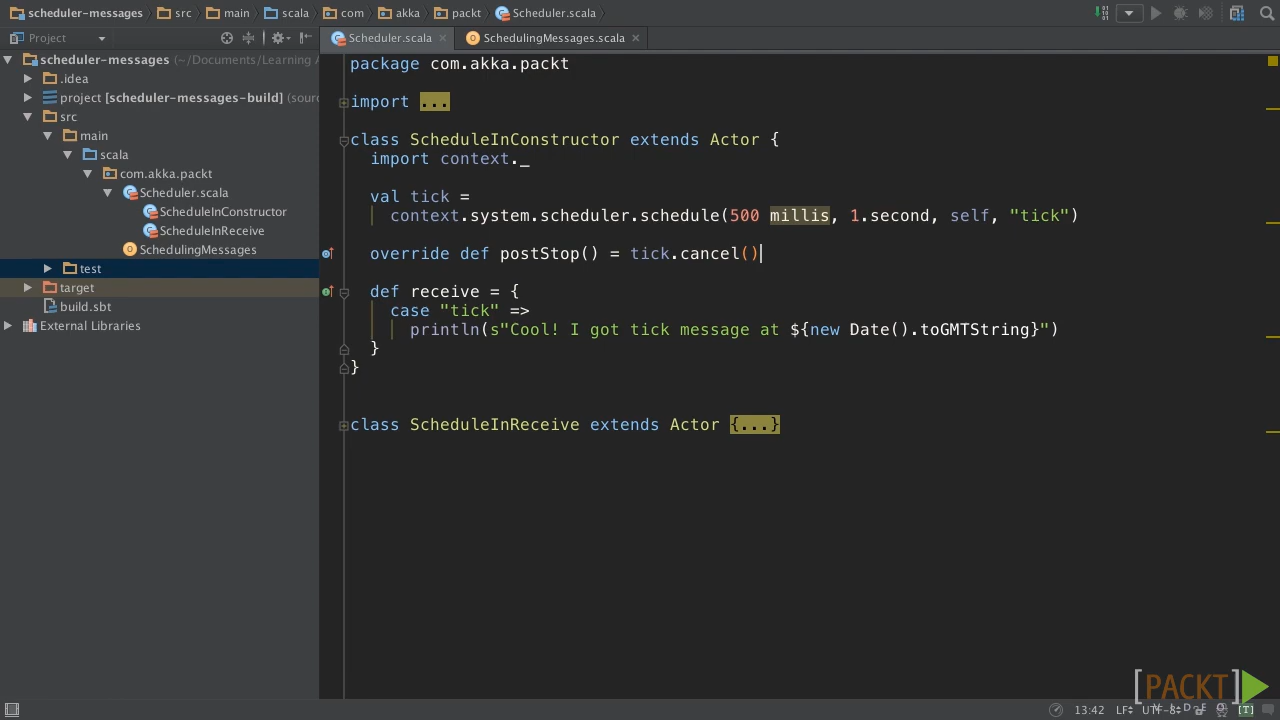 scheduler-messages src main scala com akka packt Scheduler.scala
Project
Scheduler.scala SchedulingMessages.scala
scheduler-messages (~/Documents/Learning A
.idea
project [scheduler-messages-build] (sourc
src
main
scala
com.akka.packt
Scheduler.scala
ScheduleInConstructor
ScheduleInReceive
SchedulingMessages
test
target
build.sbt
External Libraries
package com.akka.packt
import ...
class ScheduleInConstructor extends Actor {
import context._
val tick =
context.system.scheduler.schedule(500 millis, 1.second, self, "tick")
override def postStop() = tick.cancel()
def receive = {
case "tick" =>
println(s"Cool! I got tick message at ${new Date().toGMTString}")
}
}
class ScheduleInReceive extends Actor {...}
[PACKT]
13:42 LF UTF-8